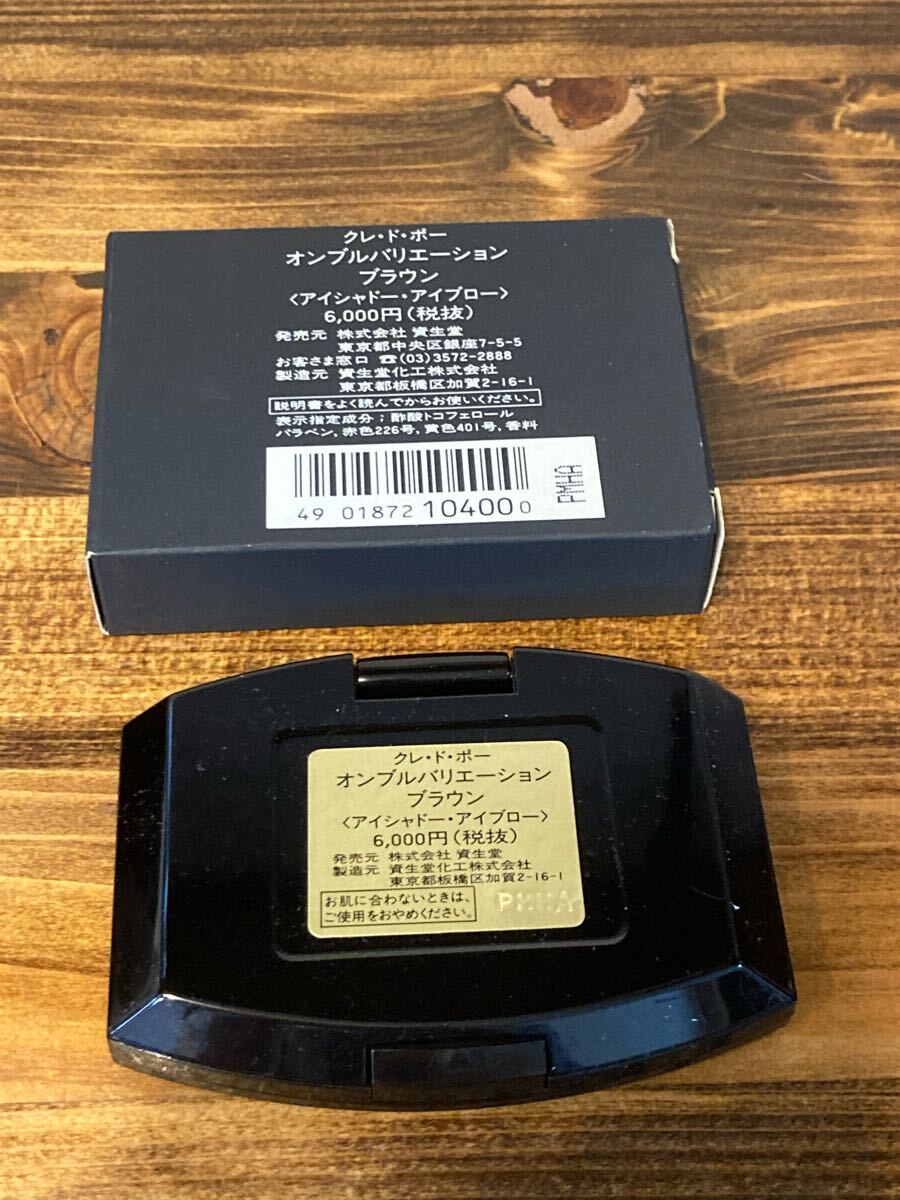 クレ・ド・ポー
オンブルバリエーション
ブラウン
〈アイシャドー・アイブロー〉
6,000円(税抜)
発売元 株式会社 資生堂
東京都中央区銀座7-5-5
お客さま窓口 ☎(03)3572-2888
製造元 資生堂化工株式会社
東京都板橋区加賀2-16-1
説明書をよく読んでからお使いください。
表示指定成分;酢酸トコフェロール
パラベン,赤色226号,黄色401号,香料
49 01872 10400 0
クレ・ド・ポー
オンブルバリエーション
ブラウン
〈アイシャドー・アイブロー〉
6,000円(税抜)
発売元 株式会社 資生堂
製造元 資生堂化工株式会社
東京都板橋区加賀2-16-1
お肌に合わないときは、
ご使用をおやめください。